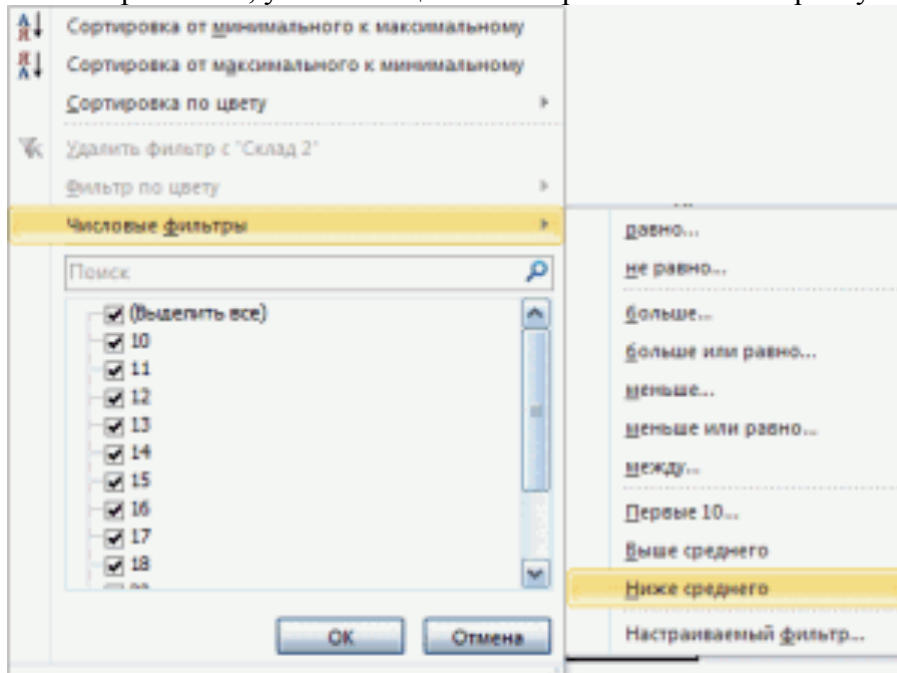 Сортировка от минимального к максимальному
Сортировка от максимального к минимальному
Сортировка по цвету
Удалить фильтр с "Склад 2"
Фильтр по цвету
Числовые фильтры
Поиск
(Выделить все)
10
11
12
13
14
15
16
17
18
OK
Отмена
равно...
не равно...
больше...
больше или равно...
меньше...
меньше или равно...
между...
Первые 10...
Выше среднего
Ниже среднего
Настраиваемый фильтр...